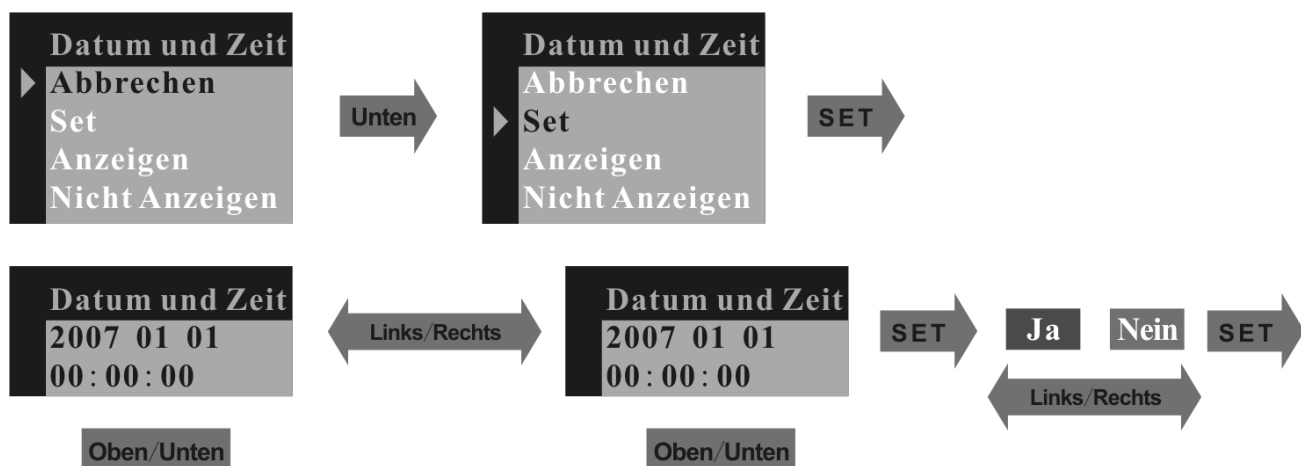 Datum und Zeit
Abbrechen
Set
Anzeigen
Nicht Anzeigen
Unten
Datum und Zeit
Abbrechen
Set
Anzeigen
Nicht Anzeigen
SET
Datum und Zeit
2007 01 01
00:00:00
Oben/Unten
Links/Rechts
Datum und Zeit
2007 01 01
00:00:00
Oben/Unten
SET
Ja Nein
Links/Rechts
SET